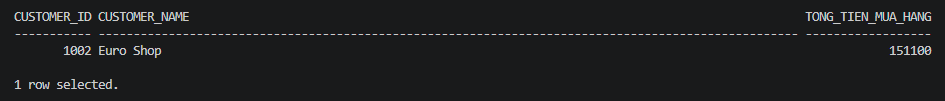 CUSTOMER_ID CUSTOMER_NAME TONG_TIEN_MUA_HANG
----------- ---------------------------------------------------------------------------------------------------- ------------------
1002 Euro Shop 151100
1 row selected.